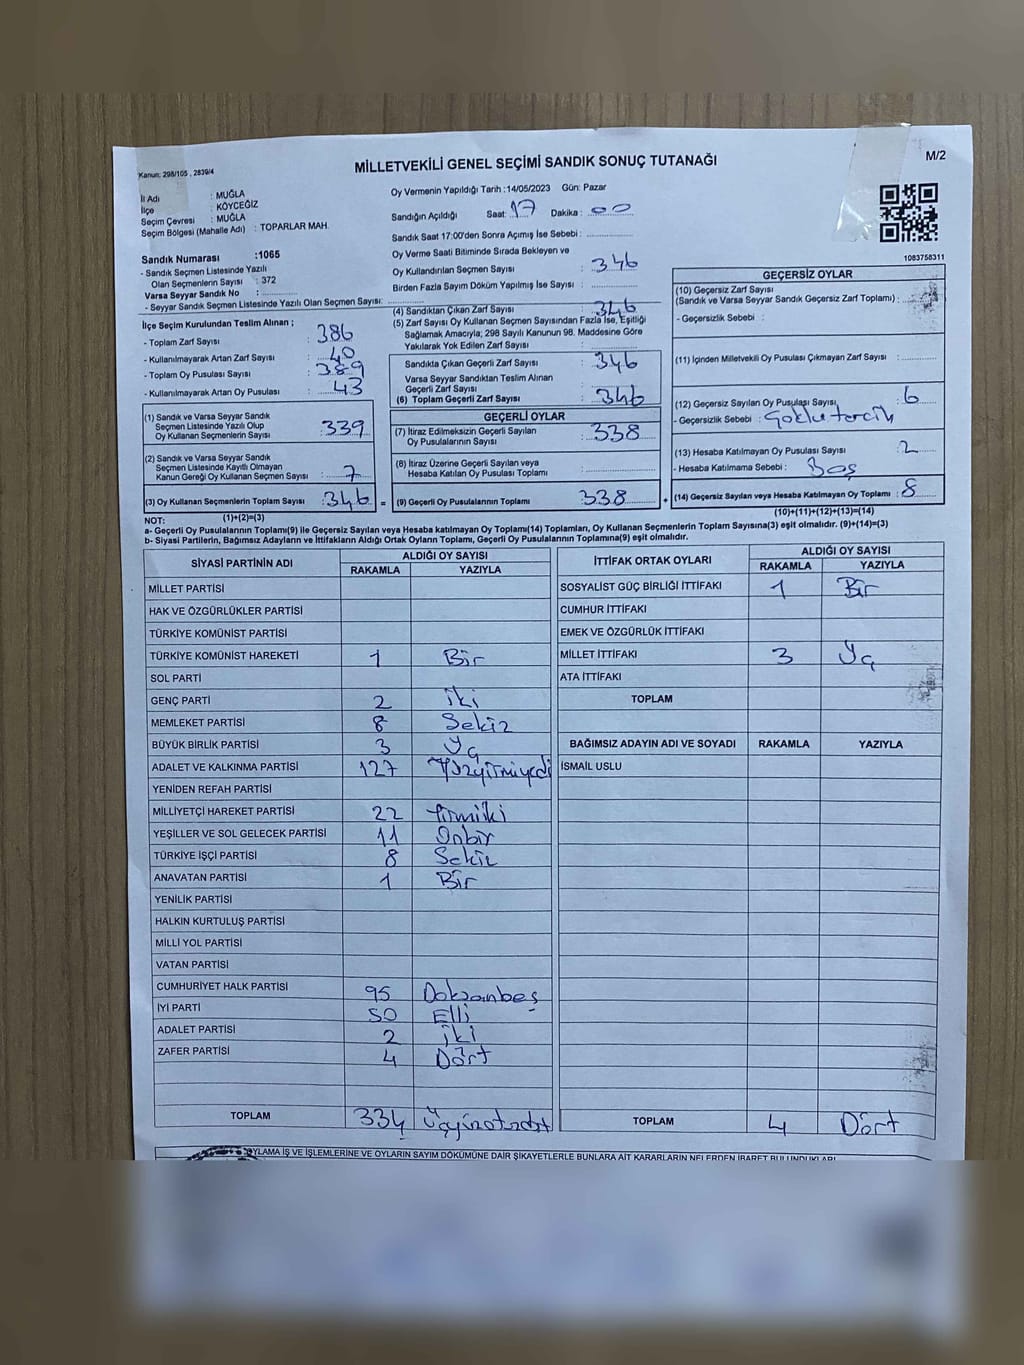 Kanun: 298/105 , 2839/4
MİLLETVEKİLİ GENEL SEÇİMİ SANDIK SONUÇ TUTANAĞI
M/2
İl Adı : MUĞLA
İlçe : KÖYCEĞİZ
Seçim Çevresi : MUĞLA
Seçim Bölgesi (Mahalle Adı) : TOPARLAR MAH.
Oy Vermenin Yapıldığı Tarih :14/05/2023 Gün: Pazar
Sandığın Açıldığı Saat: 17 Dakika : 00
Sandık Saat 17:00'den Sonra Açımış İse Sebebi :
1083758311
Sandık Numarası :1065
- Sandık Seçmen Listesinde Yazılı
Olan Seçmenlerin Sayısı : 372
Varsa Seyyar Sandık No :
- Seyyar Sandık Seçmen Listesinde Yazılı Olan Seçmen Sayısı:
Oy Verme Saati Bitiminde Sırada Bekleyen ve
Oy Kullandırılan Seçmen Sayısı : 346
Birden Fazla Sayım Döküm Yapılmış İse Sayısı :
İlçe Seçim Kurulundan Teslim Alınan ;
- Toplam Zarf Sayısı : 386
- Kullanılmayarak Artan Zarf Sayısı : 40
- Toplam Oy Pusulası Sayısı : 389
- Kullanılmayarak Artan Oy Pusulası : 43
(4) Sandıktan Çıkan Zarf Sayısı : 346
(5) Zarf Sayısı Oy Kullanan Seçmen Sayısından Fazla İse, Eşitliği
Sağlamak Amacıyla; 298 Sayılı Kanunun 98. Maddesine Göre
Yakılarak Yok Edilen Zarf Sayısı :
Sandıkta Çıkan Geçerli Zarf Sayısı : 346
Varsa Seyyar Sandıktan Teslim Alınan
Geçerli Zarf Sayısı :
(6) Toplam Geçerli Zarf Sayısı : 346
GEÇERSİZ OYLAR
(10) Geçersiz Zarf Sayısı
(Sandık ve Varsa Seyyar Sandık Geçersiz Zarf Toplamı) :
- Geçersizlik Sebebi :
(11) İçinden Milletvekili Oy Pusulası Çıkmayan Zarf Sayısı :
(12) Geçersiz Sayılan Oy Pusulası Sayısı : 6
- Geçersizlik Sebebi : Çoklu tercih
(13) Hesaba Katılmayan Oy Pusulası Sayısı : 2
- Hesaba Katılmama Sebebi : Boş
(14) Geçersiz Sayılan veya Hesaba Katılmayan Oy Toplamı : 8
(10)+(11)+(12)+(13)=(14)
(1) Sandık ve Varsa Seyyar Sandık
Seçmen Listesinde Yazılı Olup
Oy Kullanan Seçmenlerin Sayısı : 339
(2) Sandık ve Varsa Seyyar Sandık
Seçmen Listesinde Kayıtlı Olmayan
Kanun Gereği Oy Kullanan Seçmen Sayısı : 7
(3) Oy Kullanan Seçmenlerin Toplam Sayısı : 346 =
(1)+(2)=(3)
GEÇERLİ OYLAR
(7) İtiraz Edilmeksizin Geçerli Sayılan
Oy Pusulalarının Sayısı : 338
(8) İtiraz Üzerine Geçerli Sayılan veya
Hesaba Katılan Oy Pusulası Toplamı :
(9) Geçerli Oy Pusulalarının Toplamı : 338 +
NOT:
a- Geçerli Oy Pusulalarının Toplamı(9) ile Geçersiz Sayılan veya Hesaba katılmayan Oy Toplamı(14) Toplamları, Oy Kullanan Seçmenlerin Toplam Sayısına(3) eşit olmalıdır. (9)+(14)=(3)
b- Siyasi Partilerin, Bağımsız Adayların ve İttifakların Aldığı Ortak Oyların Toplamı, Geçerli Oy Pusulalarının Toplamına(9) eşit olmalıdır.
SİYASİ PARTİNİN ADI ALDIĞI OY SAYISI
RAKAMLA YAZIYLA
MİLLET PARTİSİ
HAK VE ÖZGÜRLÜKLER PARTİSİ
TÜRKİYE KOMÜNİST PARTİSİ
TÜRKİYE KOMÜNİST HAREKETİ 1 Bir
SOL PARTİ
GENÇ PARTİ 2 iki
MEMLEKET PARTİSİ 8 Sekiz
BÜYÜK BİRLİK PARTİSİ 3 Üç
ADALET VE KALKINMA PARTİSİ 127 Yüzyirmiyedi
YENİDEN REFAH PARTİSİ
MİLLİYETÇİ HAREKET PARTİSİ 22
YEŞİLLER VE SOL GELECEK PARTİSİ 11 Onbir
TÜRKİYE İŞÇİ PARTİSİ 8 Sekiz
ANAVATAN PARTİSİ 1 Bir
YENİLİK PARTİSİ
HALKIN KURTULUŞ PARTİSİ
MİLLİ YOL PARTİSİ
VATAN PARTİSİ
CUMHURİYET HALK PARTİSİ 95 Doksanbeş
İYİ PARTİ 50 Elli
ADALET PARTİSİ 2 iki
ZAFER PARTİSİ 4 Dört
TOPLAM 334
İTTİFAK ORTAK OYLARI ALDIĞI OY SAYISI
RAKAMLA YAZIYLA
SOSYALİST GÜÇ BİRLİĞİ İTTİFAKI 1 Bir
CUMHUR İTTİFAKI
EMEK VE ÖZGÜRLÜK İTTİFAKI
MİLLET İTTİFAKI 3 Üç
ATA İTTİFAKI
TOPLAM
BAĞIMSIZ ADAYIN ADI VE SOYADI RAKAMLA YAZIYLA
İSMAİL USLU
TOPLAM 4 Dört
OYLAMA İŞ VE İŞLEMLERİNE VE OYLARIN SAYIM DÖKÜMÜNE DAİR ŞİKAYETLERLE BUNLARA AİT KARARLARIN NELERDEN İBARET BULUNDUKLARI